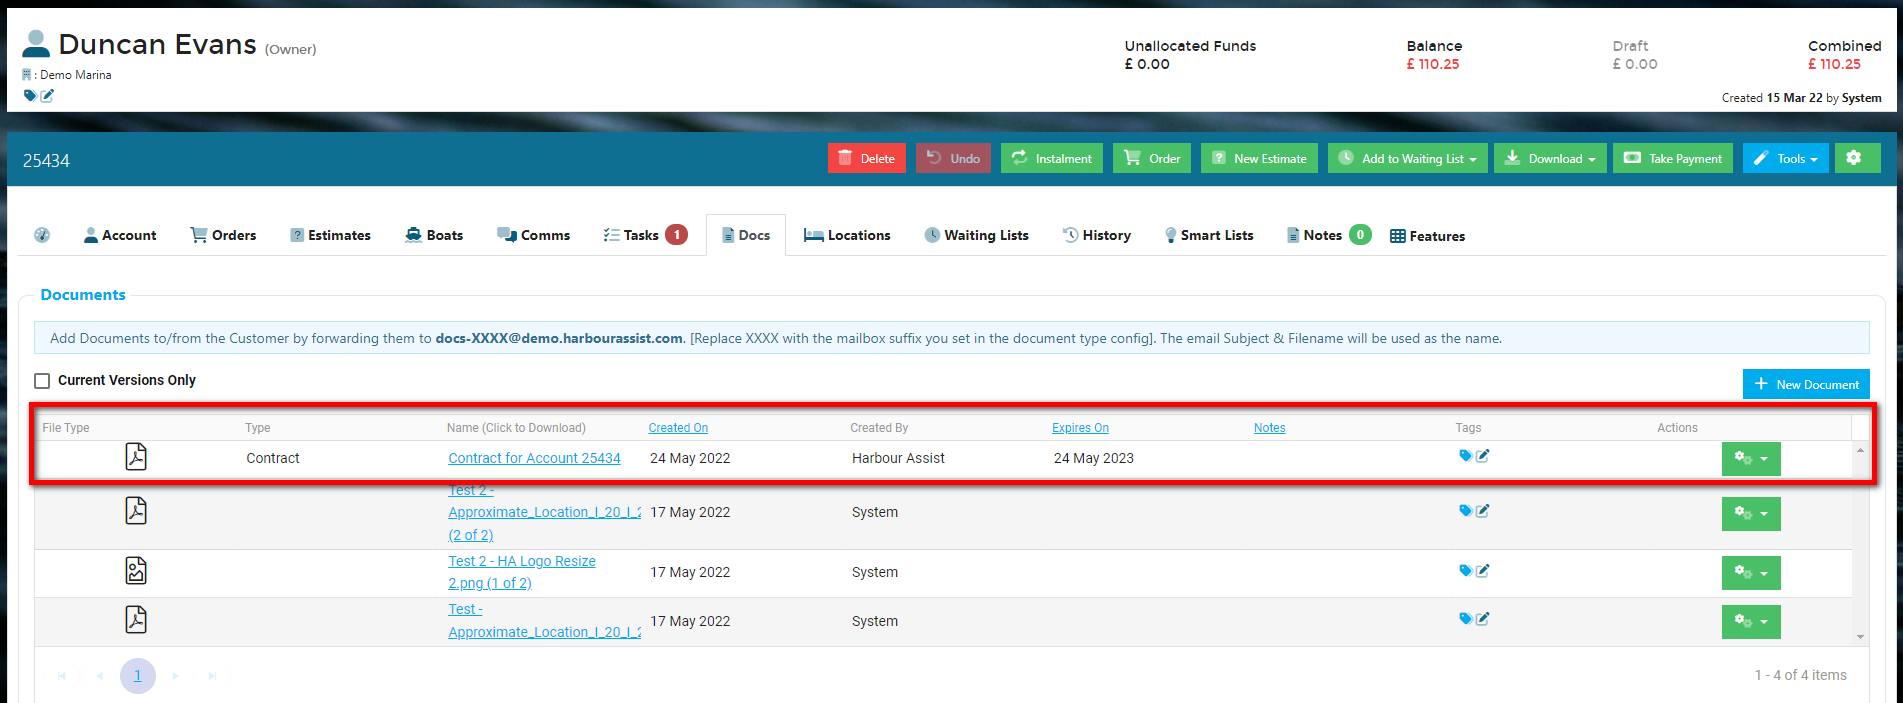 Duncan Evans (Owner)
: Demo Marina
Unallocated Funds
£ 0.00
Balance
£ 110.25
Draft
£ 0.00
Combined
£ 110.25
Created 15 Mar 22 by System
25434
Delete
Undo
Instalment
Order
New Estimate
Add to Waiting List
Download
Take Payment
Tools
Account
Orders
Estimates
Boats
Comms
Tasks 1
Docs
Locations
Waiting Lists
History
Smart Lists
Notes 0
Features
Documents
Add Documents to/from the Customer by forwarding them to docs-XXXX@demo.harbourassist.com. [Replace XXXX with the mailbox suffix you set in the document type config]. The email Subject & Filename will be used as the name.
Current Versions Only
New Document
File Type Type Name (Click to Download) Created On Created By Expires On Notes Tags Actions
Contract Contract for Account 25434 24 May 2022 Harbour Assist 24 May 2023
Test 2 -
Approximate_Location_I_20_I_2 17 May 2022 System
(2 of 2)
Test 2 - HA Logo Resize
2.png (1 of 2) 17 May 2022 System
Test -
Approximate_Location_I_20_I_2 17 May 2022 System
1
1 - 4 of 4 items